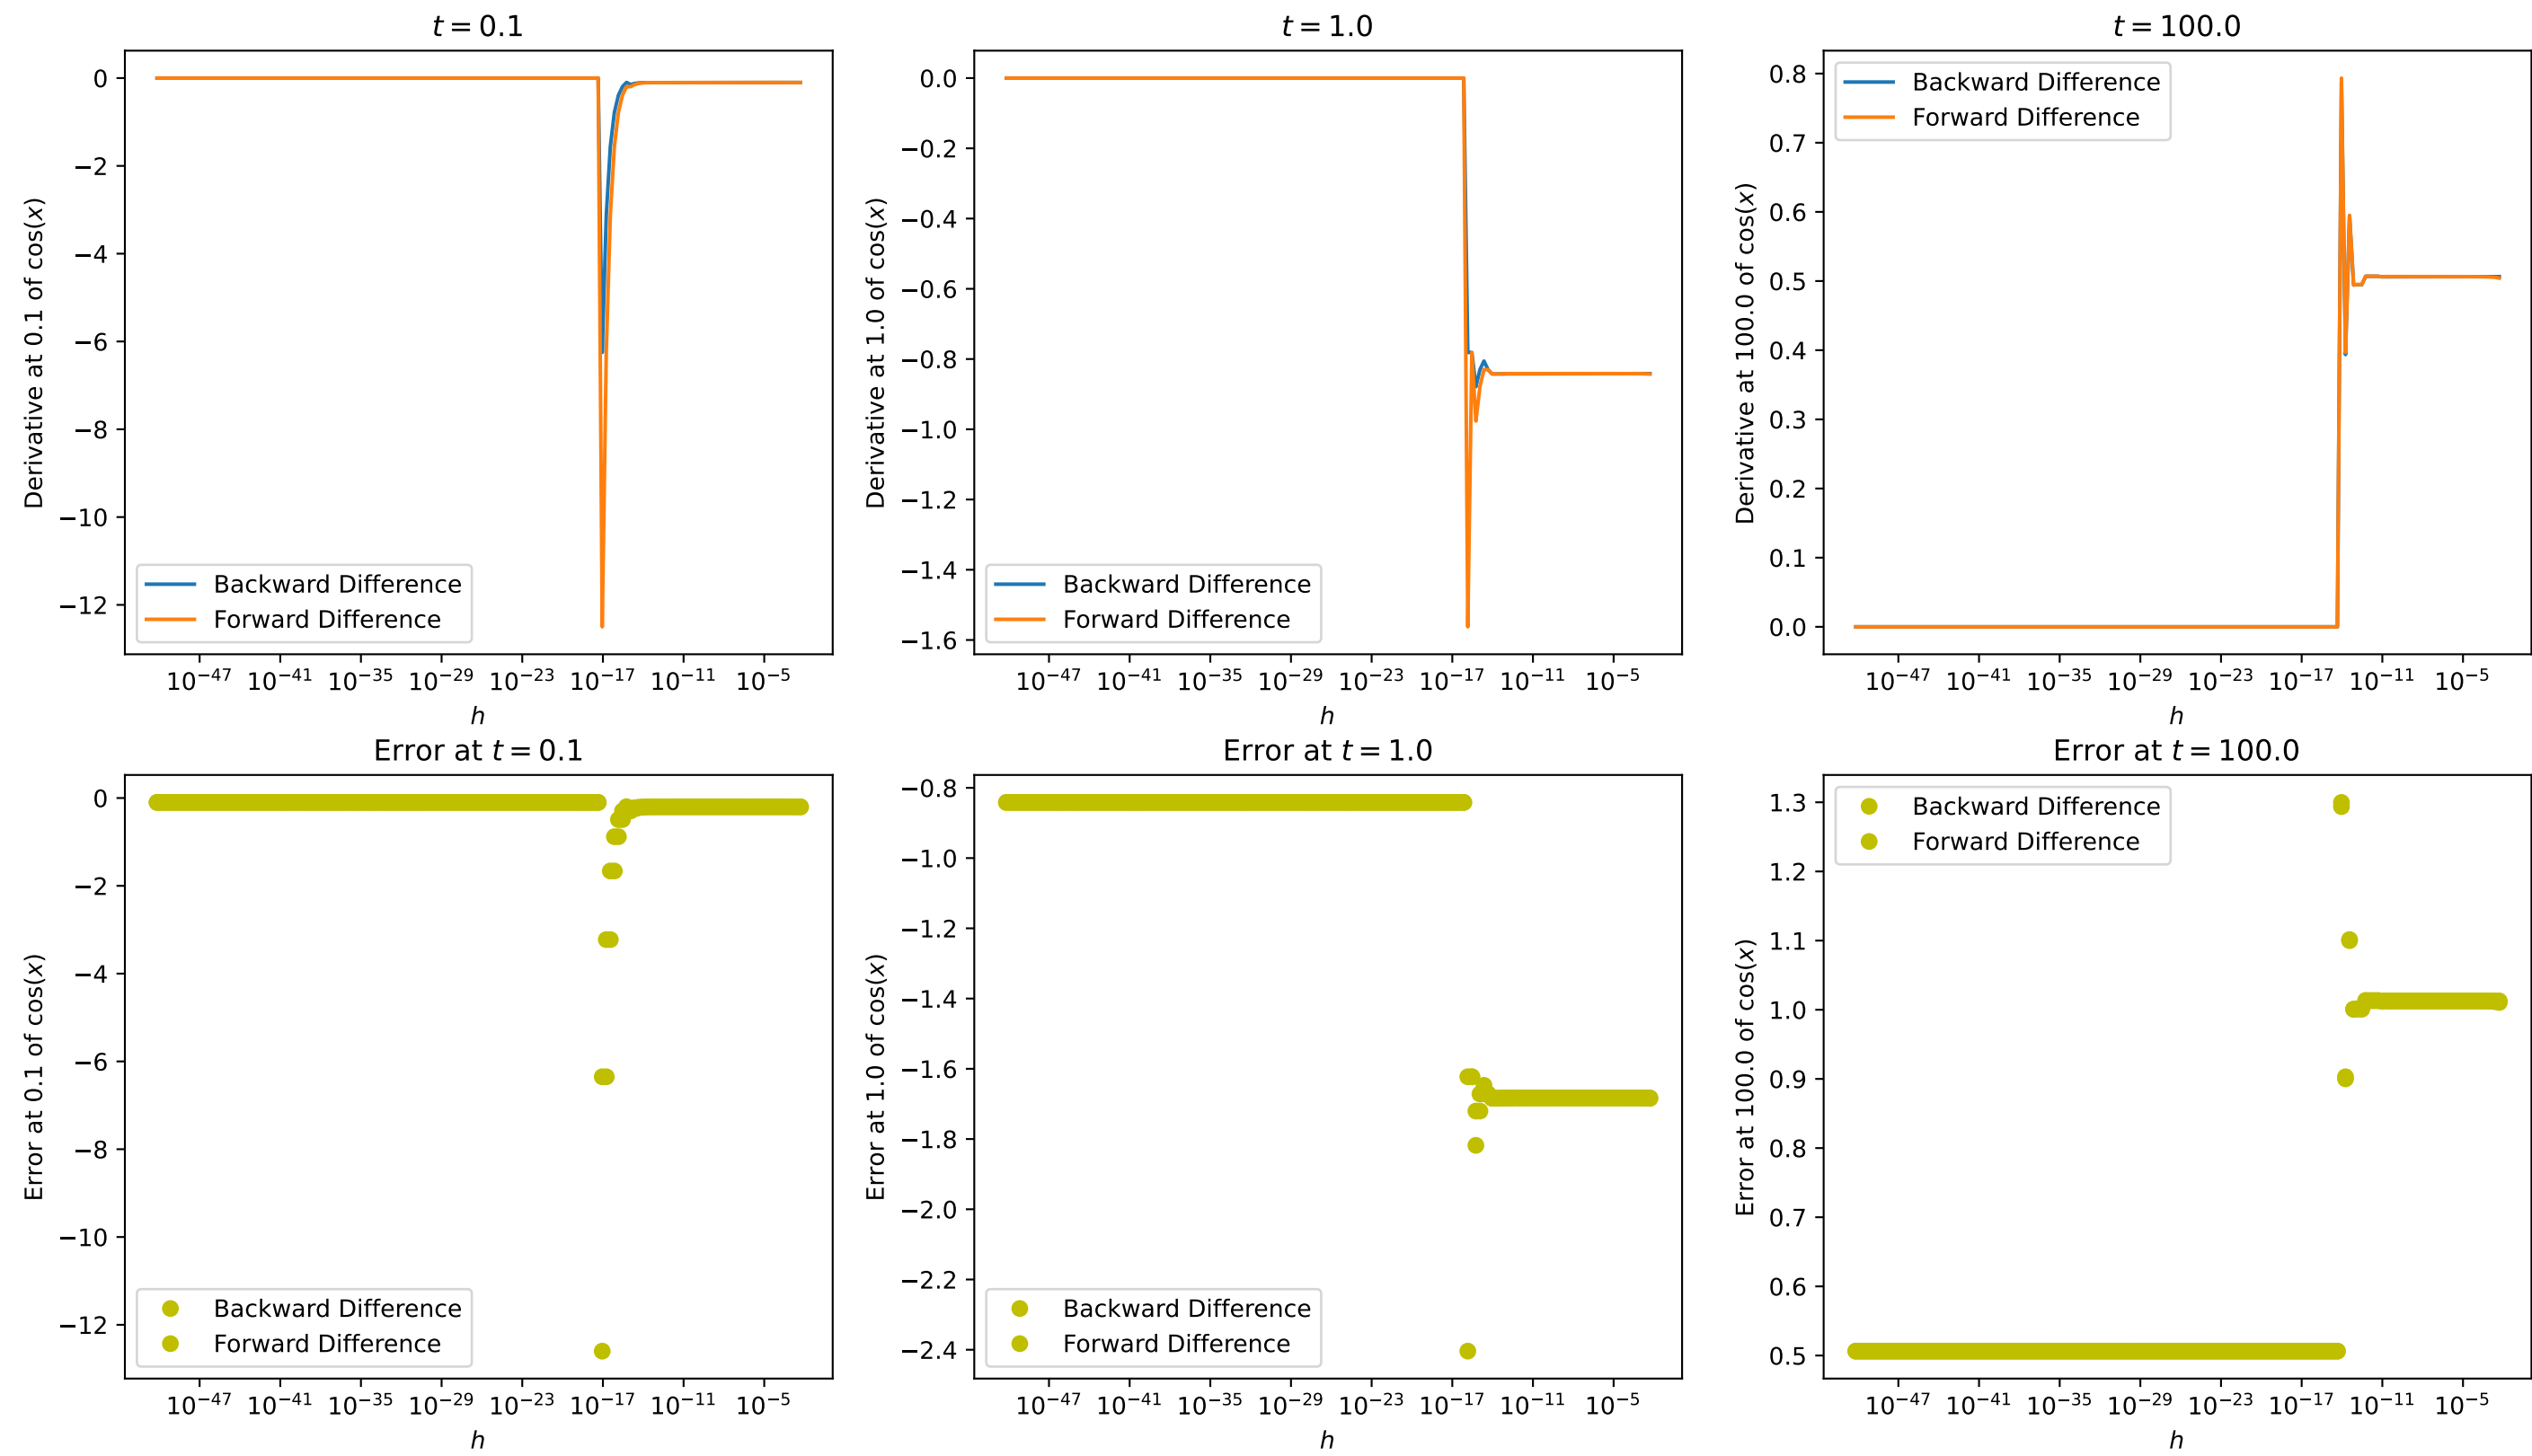 t = 0.1
0
−2
−4
−6
−8
−10
−12
Derivative at 0.1 of cos(x)
Backward Difference
Forward Difference
10⁻⁴⁷ 10⁻⁴¹ 10⁻³⁵ 10⁻²⁹ 10⁻²³ 10⁻¹⁷ 10⁻¹¹ 10⁻⁵
h
t = 1.0
0.0
−0.2
−0.4
−0.6
−0.8
−1.0
−1.2
−1.4
−1.6
Derivative at 1.0 of cos(x)
Backward Difference
Forward Difference
10⁻⁴⁷ 10⁻⁴¹ 10⁻³⁵ 10⁻²⁹ 10⁻²³ 10⁻¹⁷ 10⁻¹¹ 10⁻⁵
h
t = 100.0
Backward Difference
Forward Difference
0.8
0.7
0.6
0.5
0.4
0.3
0.2
0.1
0.0
Derivative at 100.0 of cos(x)
10⁻⁴⁷ 10⁻⁴¹ 10⁻³⁵ 10⁻²⁹ 10⁻²³ 10⁻¹⁷ 10⁻¹¹ 10⁻⁵
h
Error at t = 0.1
0
−2
−4
−6
−8
−10
−12
Error at 0.1 of cos(x)
Backward Difference
Forward Difference
10⁻⁴⁷ 10⁻⁴¹ 10⁻³⁵ 10⁻²⁹ 10⁻²³ 10⁻¹⁷ 10⁻¹¹ 10⁻⁵
h
Error at t = 1.0
−0.8
−1.0
−1.2
−1.4
−1.6
−1.8
−2.0
−2.2
−2.4
Error at 1.0 of cos(x)
Backward Difference
Forward Difference
10⁻⁴⁷ 10⁻⁴¹ 10⁻³⁵ 10⁻²⁹ 10⁻²³ 10⁻¹⁷ 10⁻¹¹ 10⁻⁵
h
Error at t = 100.0
Backward Difference
Forward Difference
1.3
1.2
1.1
1.0
0.9
0.8
0.7
0.6
0.5
Error at 100.0 of cos(x)
10⁻⁴⁷ 10⁻⁴¹ 10⁻³⁵ 10⁻²⁹ 10⁻²³ 10⁻¹⁷ 10⁻¹¹ 10⁻⁵
h